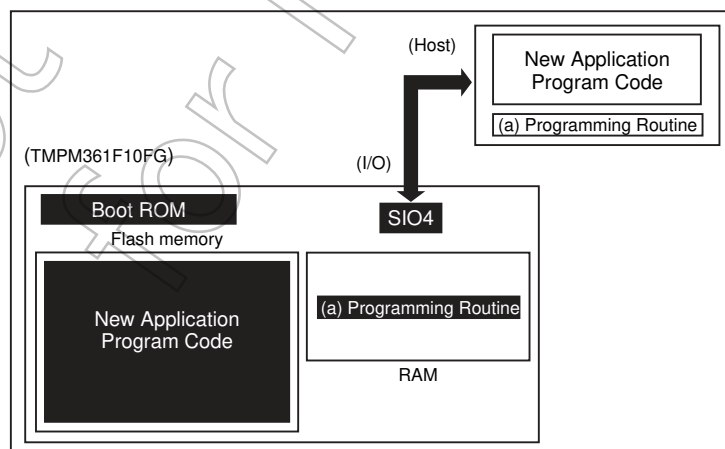 (Host)
New Application
Program Code
(a) Programming Routine
(TMPM361F10FG)
(I/O)
Boot ROM
SIO4
Flash memory
New Application
Program Code
(a) Programming Routine
RAM
for